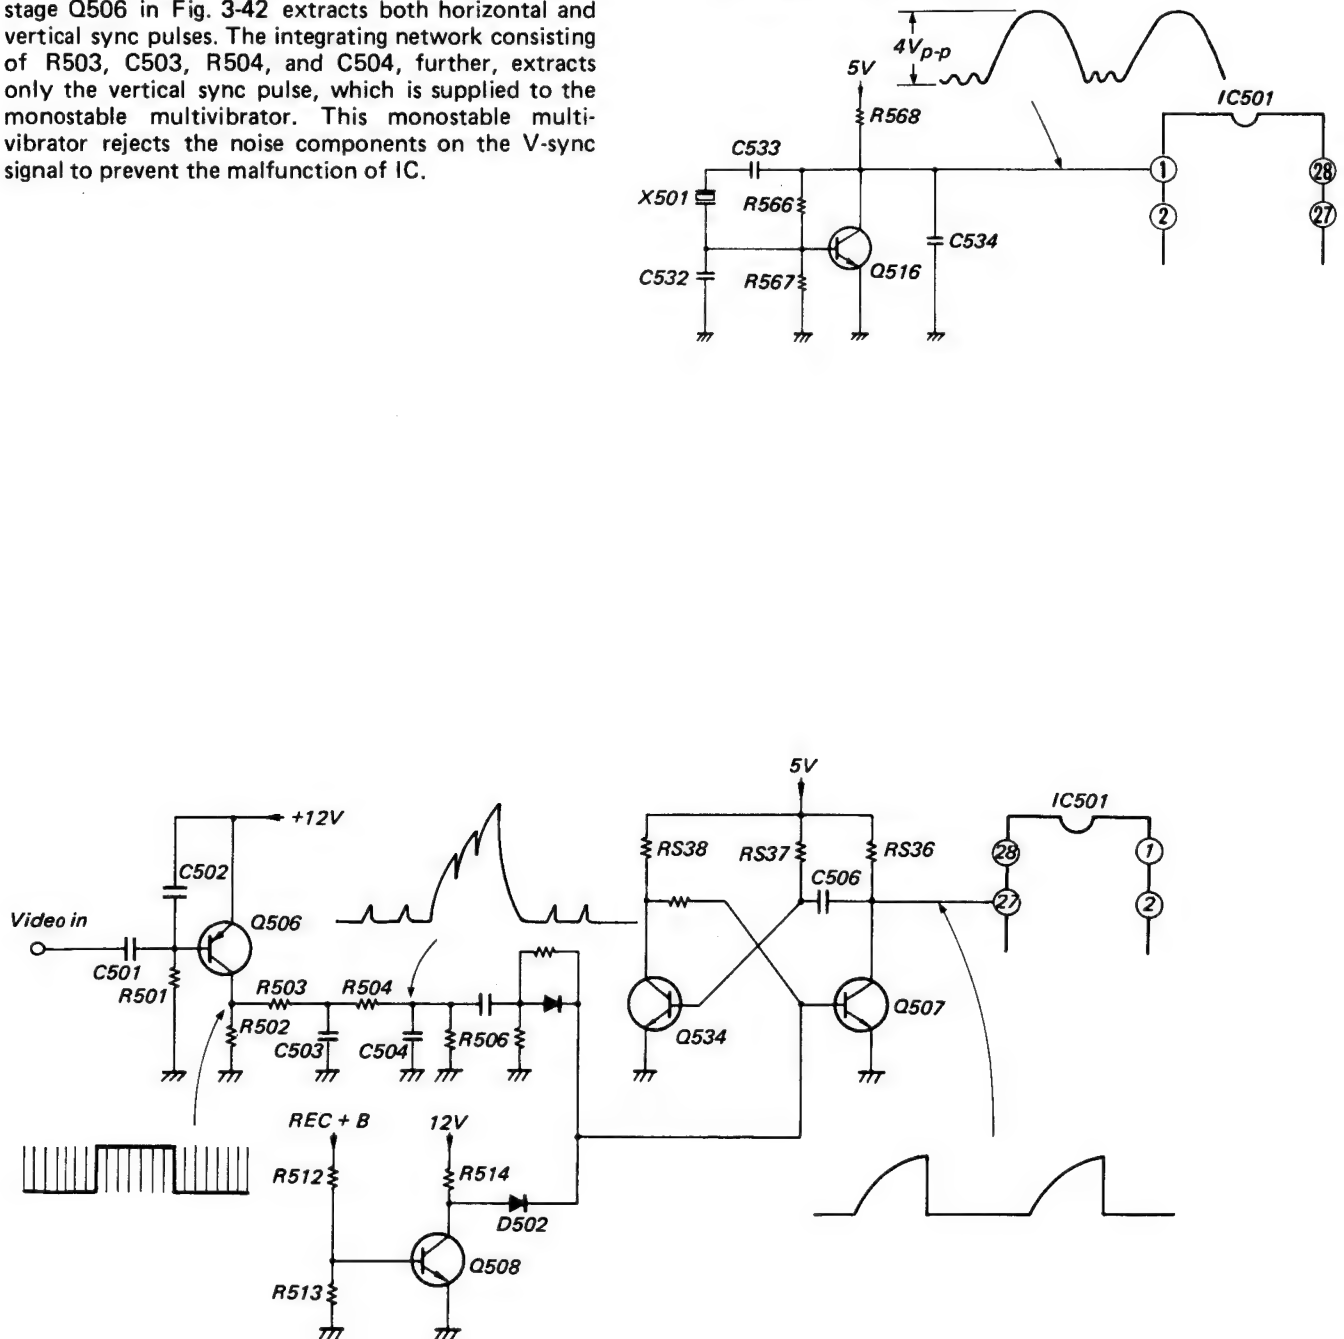 stage Q506 in Fig. 3-42 extracts both horizontal and
vertical sync pulses. The integrating network consisting
of R503, C503, R504, and C504, further, extracts
only the vertical sync pulse, which is supplied to the
monostable multivibrator. This monostable multi-
vibrator rejects the noise components on the V-sync
signal to prevent the malfunction of IC.
4Vp-p
5V
R568
IC501
C533
1
28
X501
R566
2
27
C534
C532
R567
Q516
5V
IC501
+12V
RS38
RS37
RS36
28
1
C502
C506
27
2
Video in
Q506
C501
R501
R503
R504
Q507
R502
C503
C504
R506
Q534
REC + B
12V
R512
R514
D502
Q508
R513